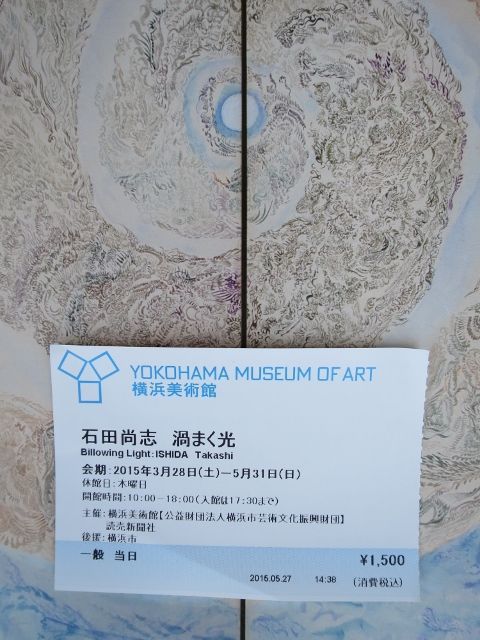 YOKOHAMA MUSEUM OF ART
横浜美術館
石田尚志 渦まく光
Billowing Light:ISHIDA Takashi
会期:2015年3月28日(土)－5月31日(日)
休館日:木曜日
開館時間:10:00－18:00(入館は17:30まで)
主催:横浜美術館【公益財団法人横浜市芸術文化振興財団】
読売新聞社
後援:横浜市
一般 当日 ¥1,500
2015.05.27 14:38 (消費税込)